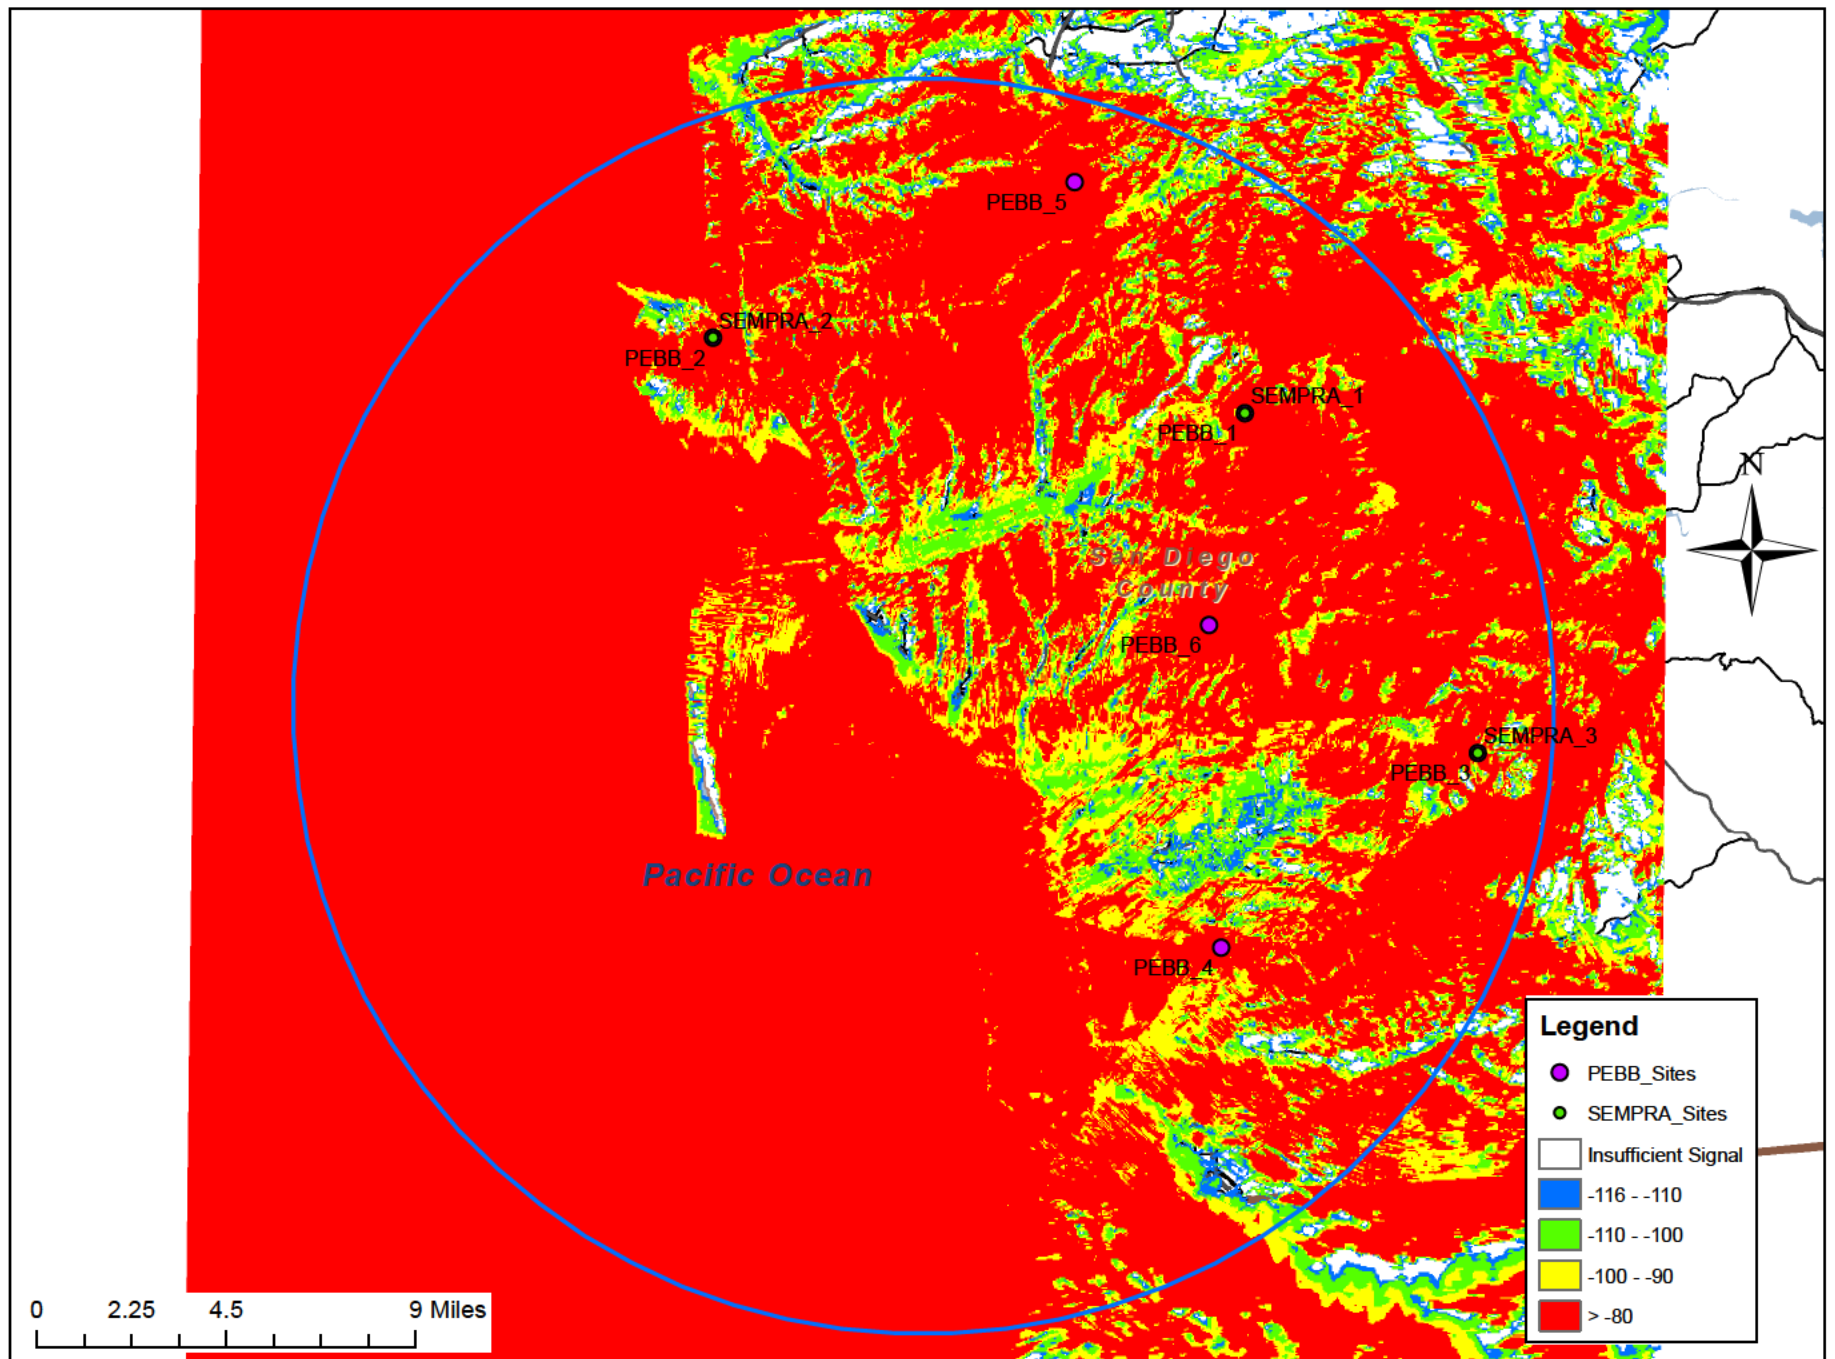 PEBB_5
SEMPRA_2
PEBB_2
SEMPRA_1
PEBB_1
N
San Diego
County
PEBB_6
SEMPRA_3
PEBB_3
Pacific Ocean
PEBB_4
Legend
PEBB_Sites
SEMPRA_Sites
Insufficient Signal
-116 - -110
-110 - -100
-100 - -90
> -80
0 2.25 4.5 9 Miles